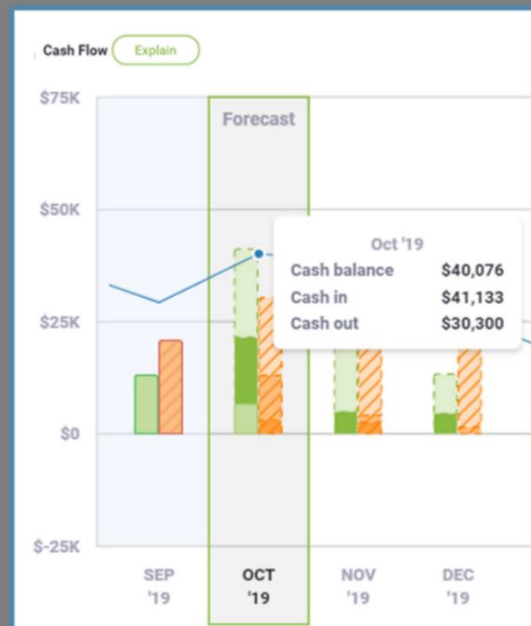 Cash Flow Explain
$75K
Forecast
$50K
Oct '19
Cash balance $40,076
Cash in $41,133
$25K
Cash out $30,300
$0
$-25K
SEP OCT NOV DEC
'19 '19 '19 '19